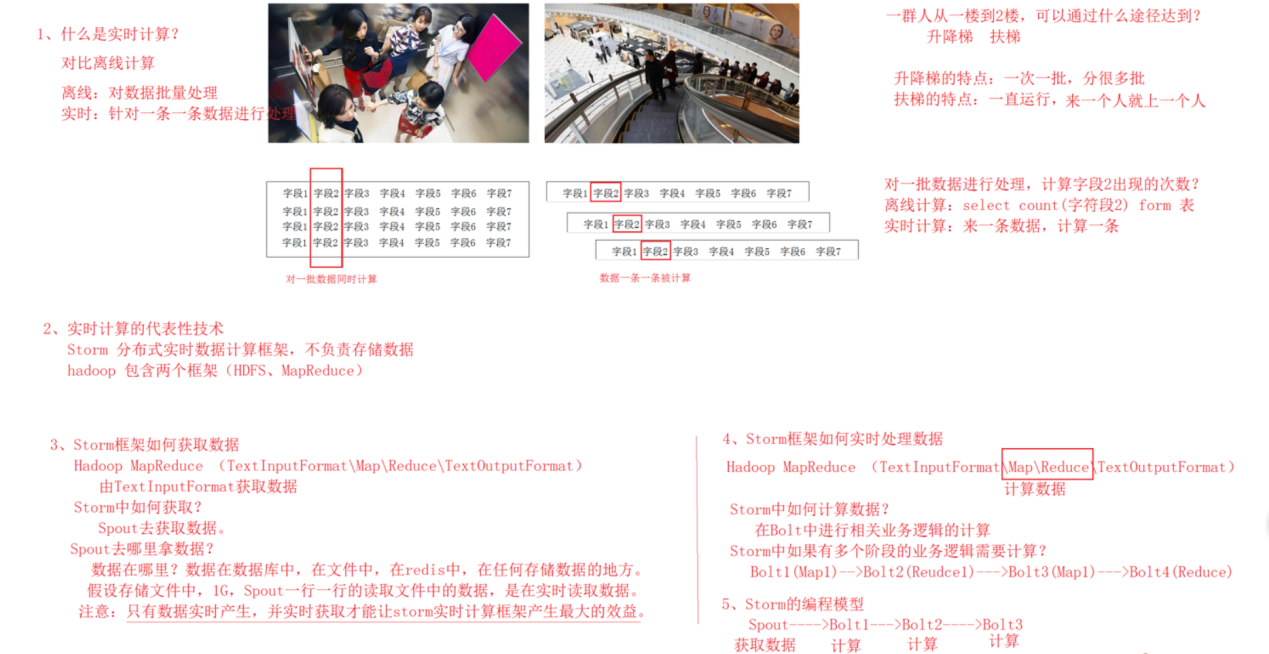 1、什么是实时计算?
对比离线计算
离线:对数据批量处理
实时:针对一条一条数据进行处理
一群人从一楼到2楼,可以通过什么途径达到?
升降梯 扶梯
升降梯的特点:一次一批,分很多批
扶梯的特点:一直运行,来一个人就上一个人
字段1 字段2 字段3 字段4 字段5 字段6 字段7
字段1 字段2 字段3 字段4 字段5 字段6 字段7
字段1 字段2 字段3 字段4 字段5 字段6 字段7
字段1 字段2 字段3 字段4 字段5 字段6 字段7
对一批数据同时计算
字段1 字段2 字段3 字段4 字段5 字段6 字段7
字段1 字段2 字段3 字段4 字段5 字段6 字段7
字段1 字段2 字段3 字段4 字段5 字段6 字段7
数据一条一条被计算
对一批数据进行处理,计算字段2出现的次数?
离线计算:select count(字符段2) form 表
实时计算:来一条数据,计算一条
2、实时计算的代表性技术
Storm 分布式实时数据计算框架,不负责存储数据
hadoop 包含两个框架(HDFS、MapReduce)
3、Storm框架如何获取数据
Hadoop MapReduce (TextInputFormat\Map\Reduce\TextOutputFormat)
由TextInputFormat获取数据
Storm中如何获取?
Spout去获取数据。
Spout去哪里拿数据?
数据在哪里?数据在数据库中,在文件中,在redis中,在任何存储数据的地方。
假设存储文件中,1G,Spout一行一行的读取文件中的数据,是在实时读取数据。
注意:只有数据实时产生,并实时获取才能让storm实时计算框架产生最大的效益。
4、Storm框架如何实时处理数据
Hadoop MapReduce (TextInputFormat\Map\Reduce\TextOutputFormat)
计算数据
Storm中如何计算数据?
在Bolt中进行相关业务逻辑的计算
Storm中如果有多个阶段的业务逻辑需要计算?
Bolt1(Map1)-->Bolt2(Reudce1)--->Bolt3(Map1)--->Bolt4(Reduce)
5、Storm的编程模型
Spout---->Bolt1--->Bolt2---->Bolt3
获取数据 计算 计算 计算